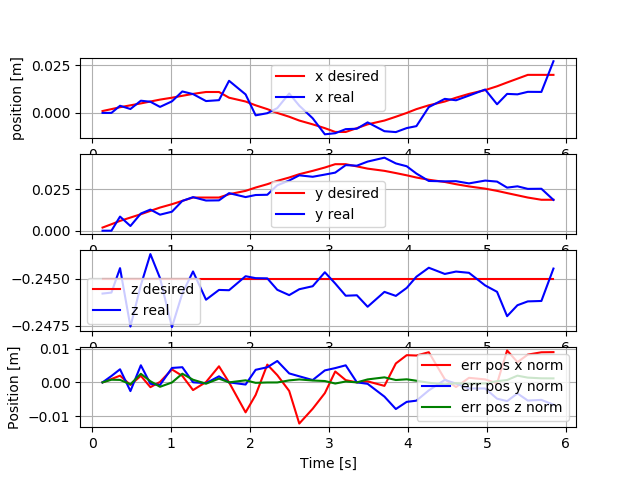 position [m]
0.025
0.000
x desired
x real
0.025
0.000
y desired
y real
−0.2450
−0.2475
z desired
z real
Position [m]
0.01
0.00
−0.01
err pos x norm
err pos y norm
err pos z norm
0 1 2 3 4 5 6
Time [s]